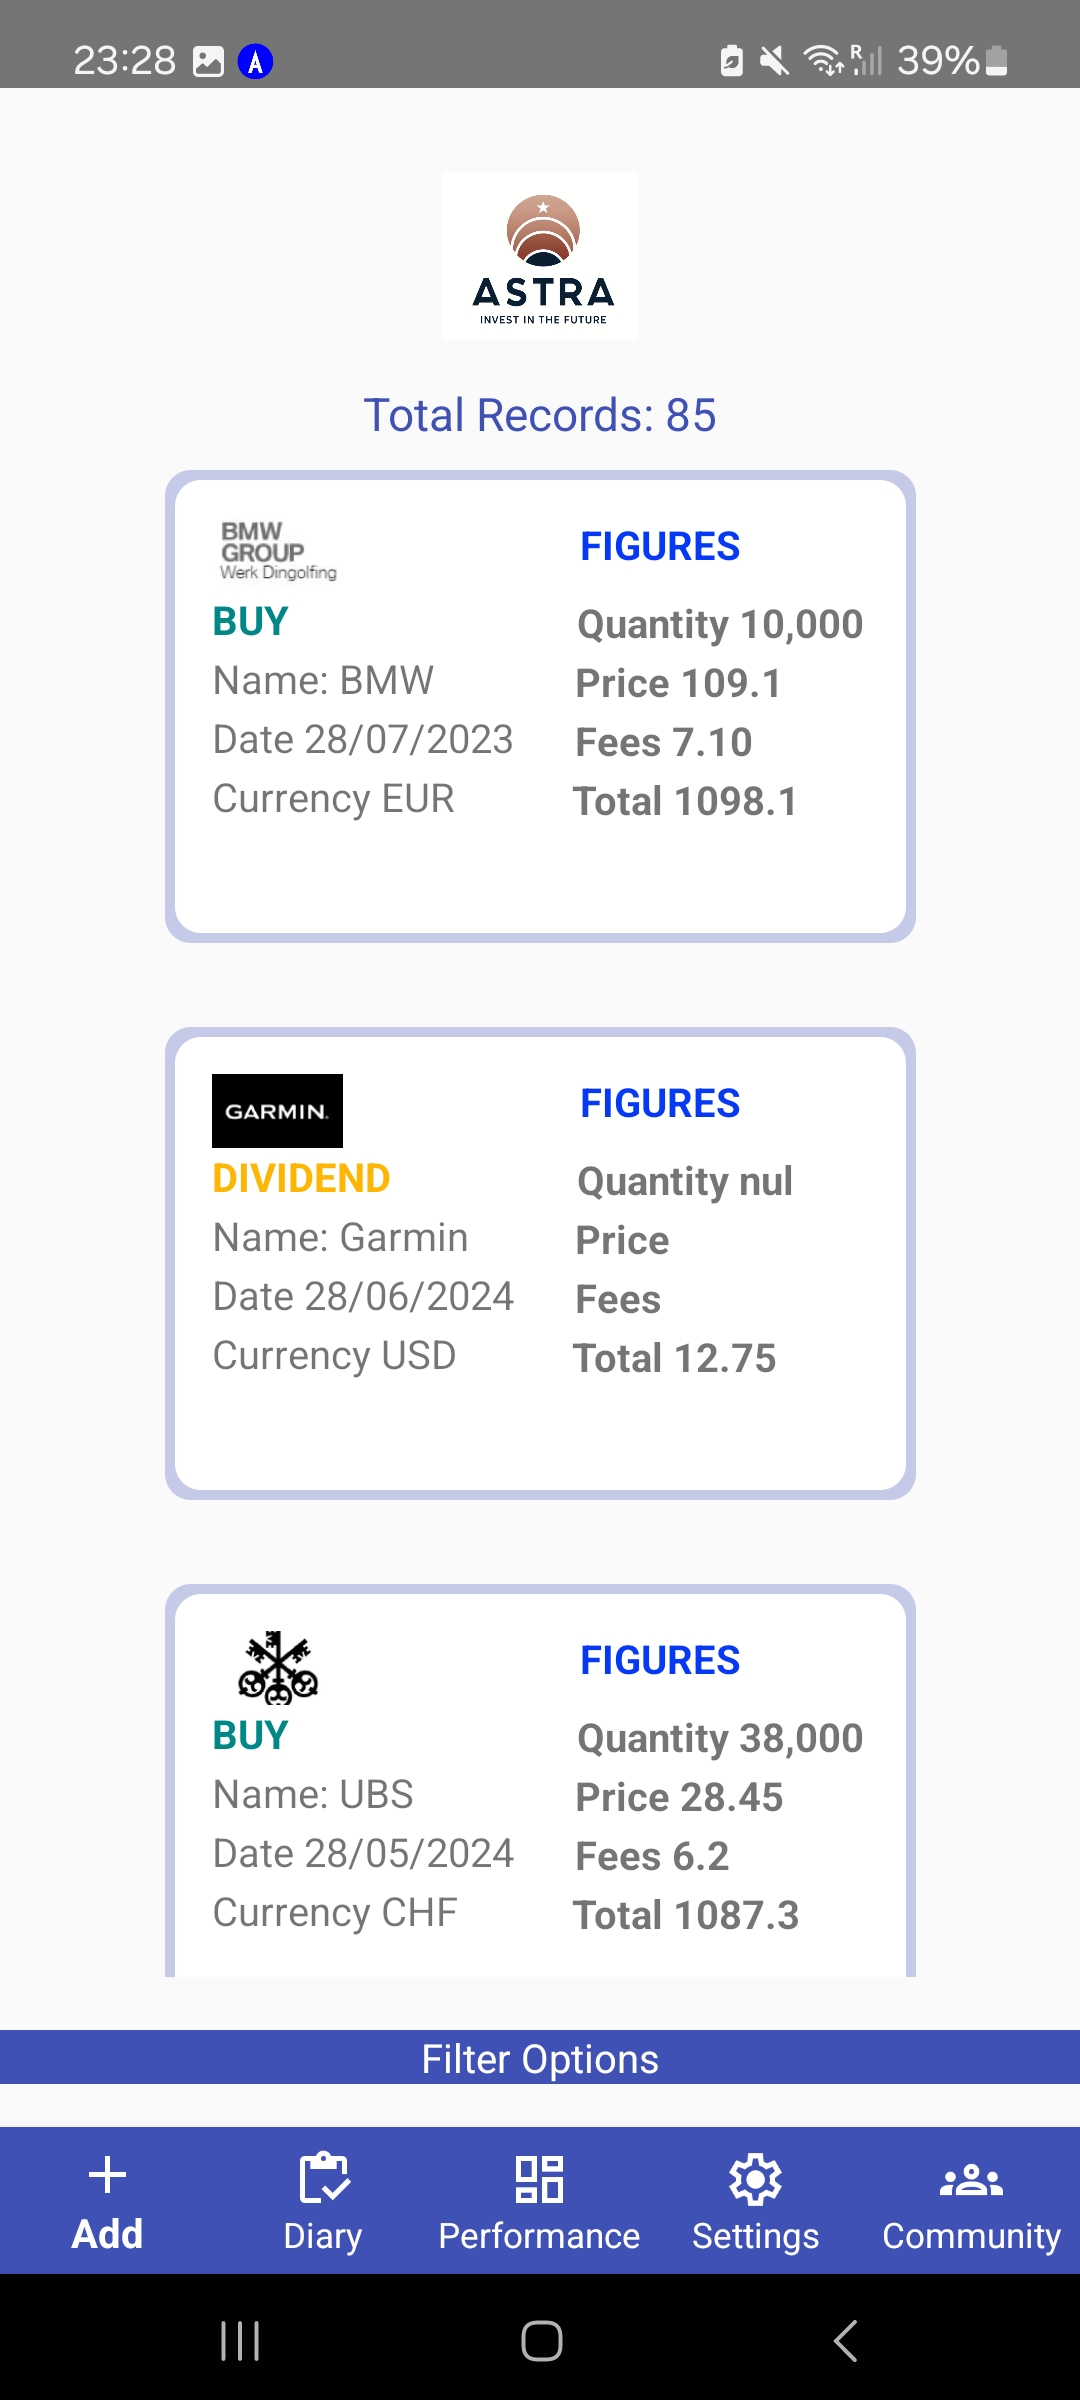 23:28
R 39%
ASTRA
INVEST IN THE FUTURE
Total Records: 85
BMW
GROUP
Werk Dingolfing
FIGURES
BUY
Quantity 10,000
Name: BMW
Price 109.1
Date 28/07/2023
Fees 7.10
Currency EUR
Total 1098.1
GARMIN.
FIGURES
DIVIDEND
Quantity nul
Name: Garmin
Price
Date 28/06/2024
Fees
Currency USD
Total 12.75
FIGURES
BUY
Quantity 38,000
Name: UBS
Price 28.45
Date 28/05/2024
Fees 6.2
Currency CHF
Total 1087.3
Filter Options
Add
Diary
Performance
Settings
Community